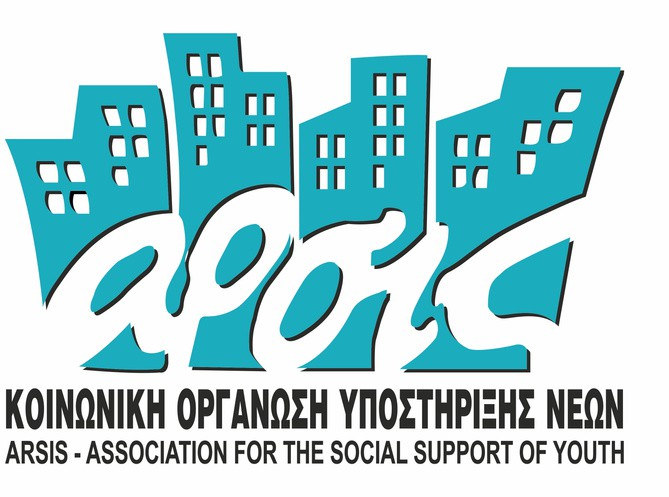 αρσις
ΚΟΙΝΩΝΙΚΗ ΟΡΓΑΝΩΣΗ ΥΠΟΣΤΗΡΙΞΗΣ ΝΕΩΝ
ARSIS - ASSOCIATION FOR THE SOCIAL SUPPORT OF YOUTH